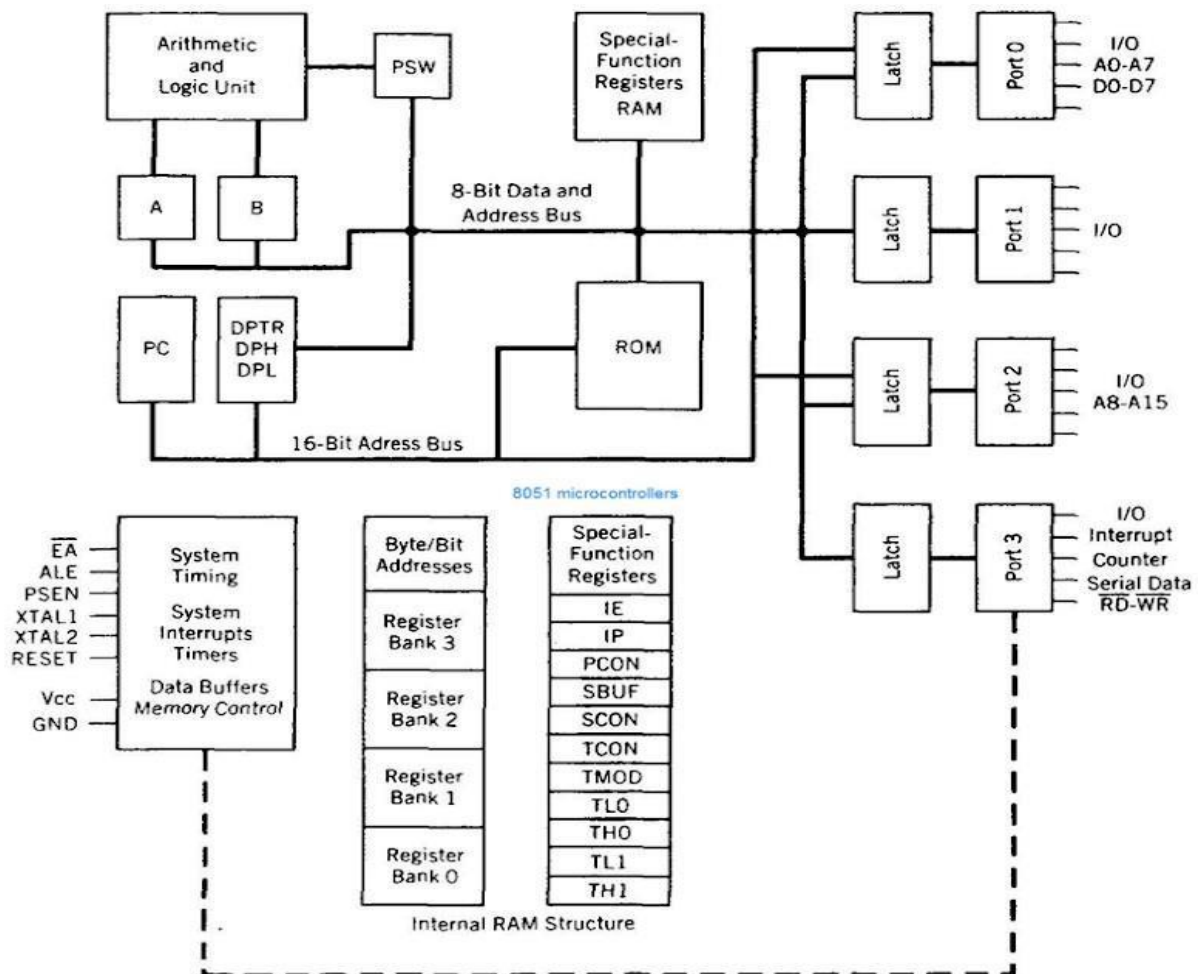 Arithmetic
and
Logic Unit
PSW
A
B
PC
DPTR
DPH
DPL
Special-
Function
Registers
RAM
8-Bit Data and
Address Bus
ROM
16-Bit Adress Bus
Latch
Port 0
I/O
A0-A7
D0-D7
Latch
Port 1
I/O
Latch
Port 2
I/O
A8-A15
Latch
Port 3
I/O
Interrupt
Counter
Serial Data
RD-WR
8051 microcontrollers
EA
ALE
PSEN
XTAL1
XTAL2
RESET
Vcc
GND
System
Timing
System
Interrupts
Timers
Data Buffers
Memory Control
Byte/Bit
Addresses
Register
Bank 3
Register
Bank 2
Register
Bank 1
Register
Bank 0
Special-
Function
Registers
IE
IP
PCON
SBUF
SCON
TCON
TMOD
TL0
TH0
TL1
TH1
Internal RAM Structure